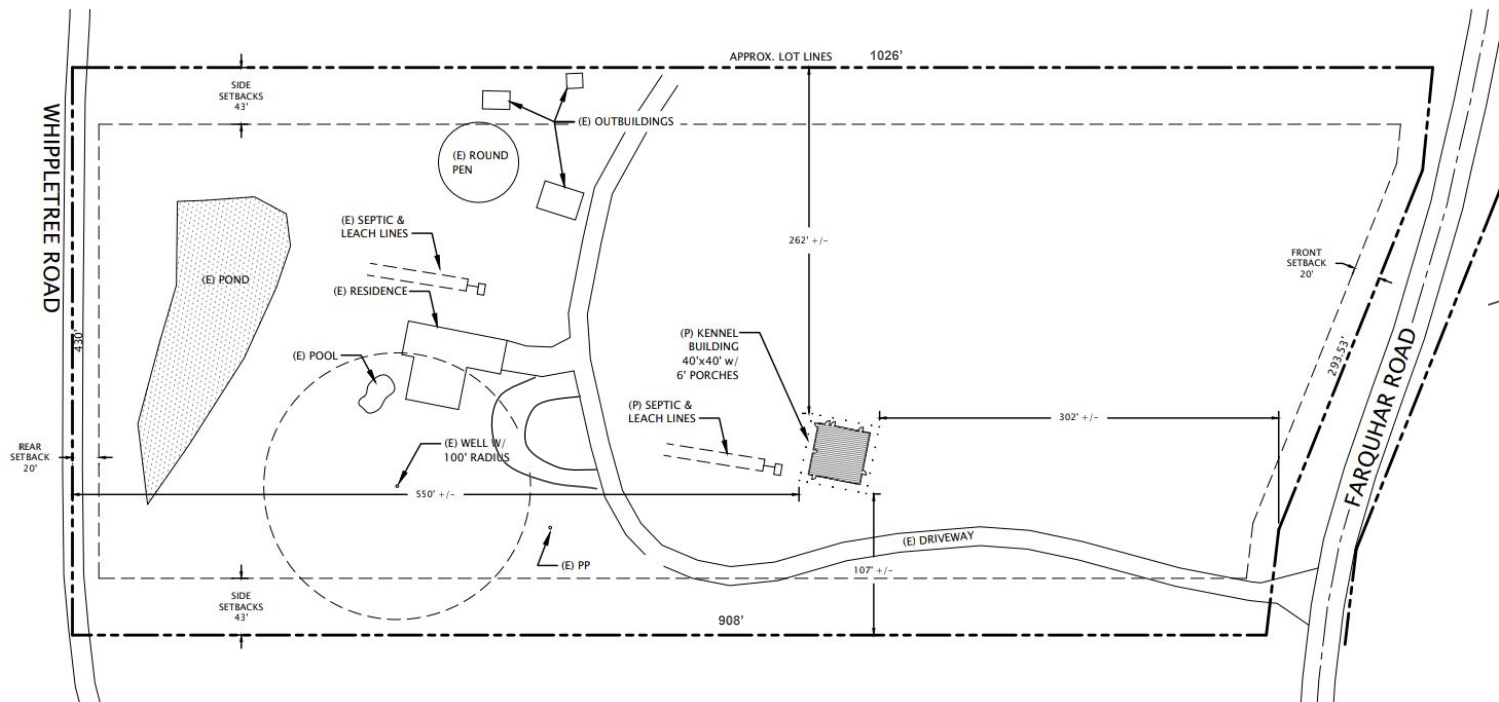 APPROX. LOT LINES 1026'
SIDE
SETBACKS
43'
WHIPPLETREE ROAD
(E) OUTBUILDINGS
(E) ROUND
PEN
(E) SEPTIC &
LEACH LINES
262' +/-
FRONT
SETBACK
20'
(E) POND
(E) RESIDENCE
430'
(P) KENNEL
BUILDING
40'x40' w/
6' PORCHES
293.53'
FARQUHAR ROAD
(E) POOL
(P) SEPTIC &
LEACH LINES
302' +/-
REAR
SETBACK
20'
(E) WELL W/
100' RADIUS
550' +/-
(E) DRIVEWAY
(E) PP
107' +/-
SIDE
SETBACKS
43'
908'